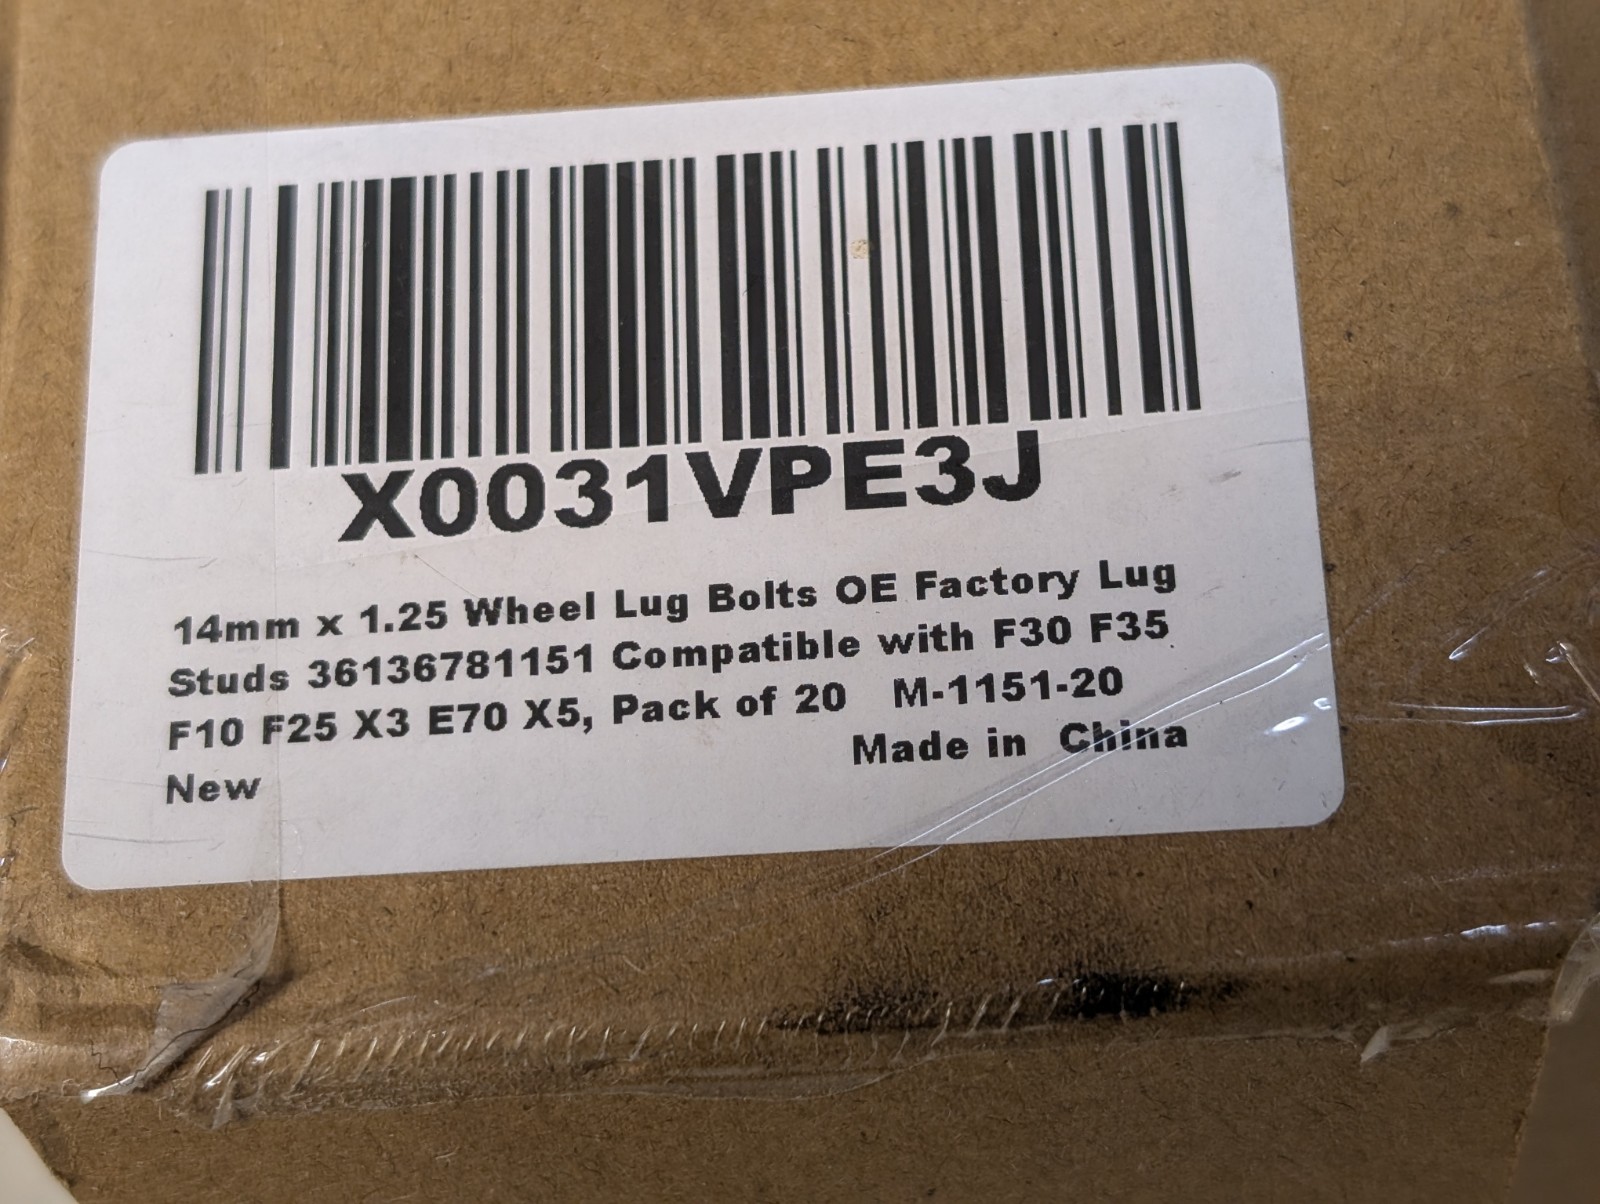 X0031VPE3J
14mm x 1.25 Wheel Lug Bolts OE Factory Lug
Studs 36136781151 Compatible with F30 F35
F10 F25 X3 E70 X5, Pack of 20 M-1151-20
Made in China
New